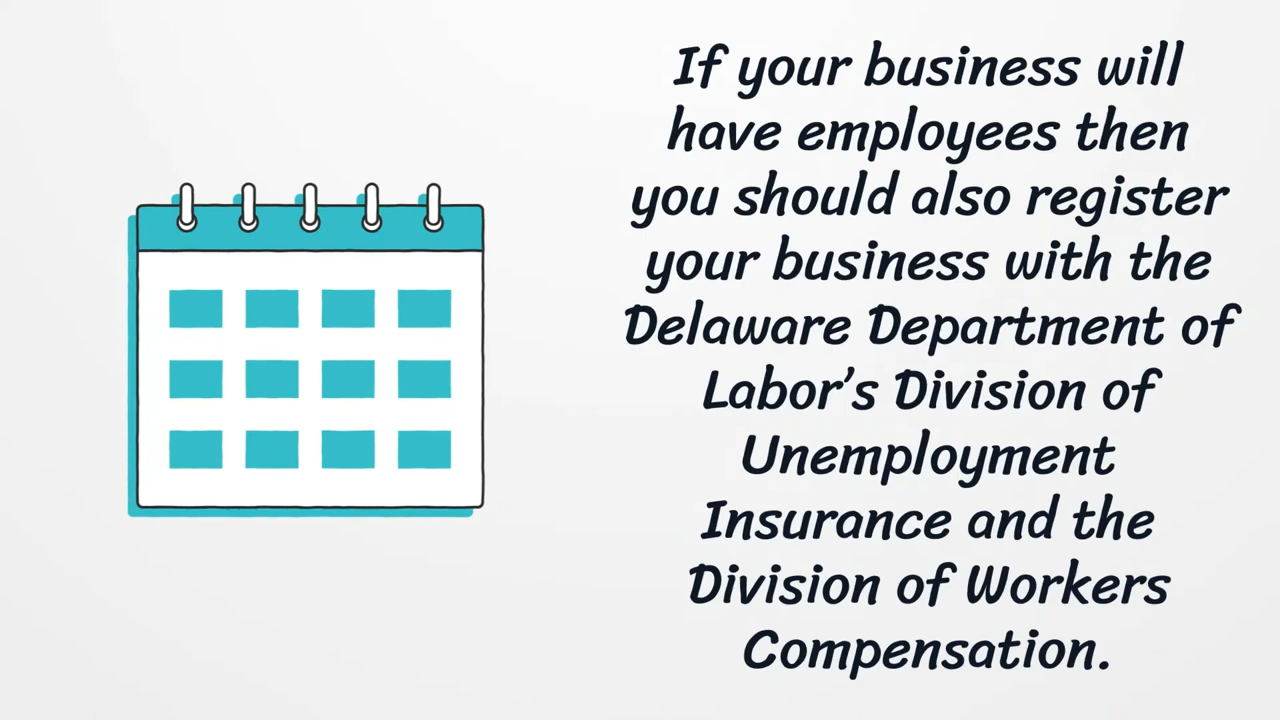 If your business will
have employees then
you should also register
your business with the
Delaware Department of
Labor’s Division of
Unemployment
Insurance and the
Division of Workers
Compensation.